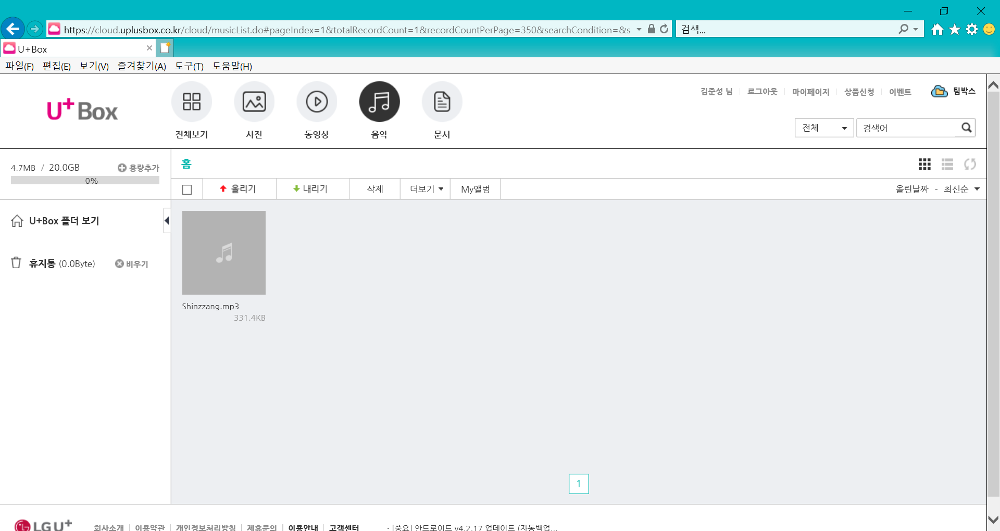 https://cloud.uplusbox.co.kr/cloud/musicList.do#pageIndex=1&totalRecordCount=1&recordCountPerPage=350&searchCondition=&s
검색...
U+Box
파일(F) 편집(E) 보기(V) 즐겨찾기(A) 도구(T) 도움말(H)
김준성 님 로그아웃 마이페이지 상품신청 이벤트 팀박스
U+ Box
전체보기 사진 동영상 음악 문서
전체 검색어
4.7MB / 20.0GB 용량추가
0%
홈
올리기 내리기 삭제 더보기 My앨범 올린날짜 - 최신순
U+Box 폴더 보기
휴지통 (0.0Byte) 비우기
Shinzzang.mp3
331.4KB
1
LG U+ 회사소개 이용약관 개인정보처리방침 제휴문의 이용안내 고객센터 - [중요] 안드로이드 v4.2.17 업데이트 (자동백업...